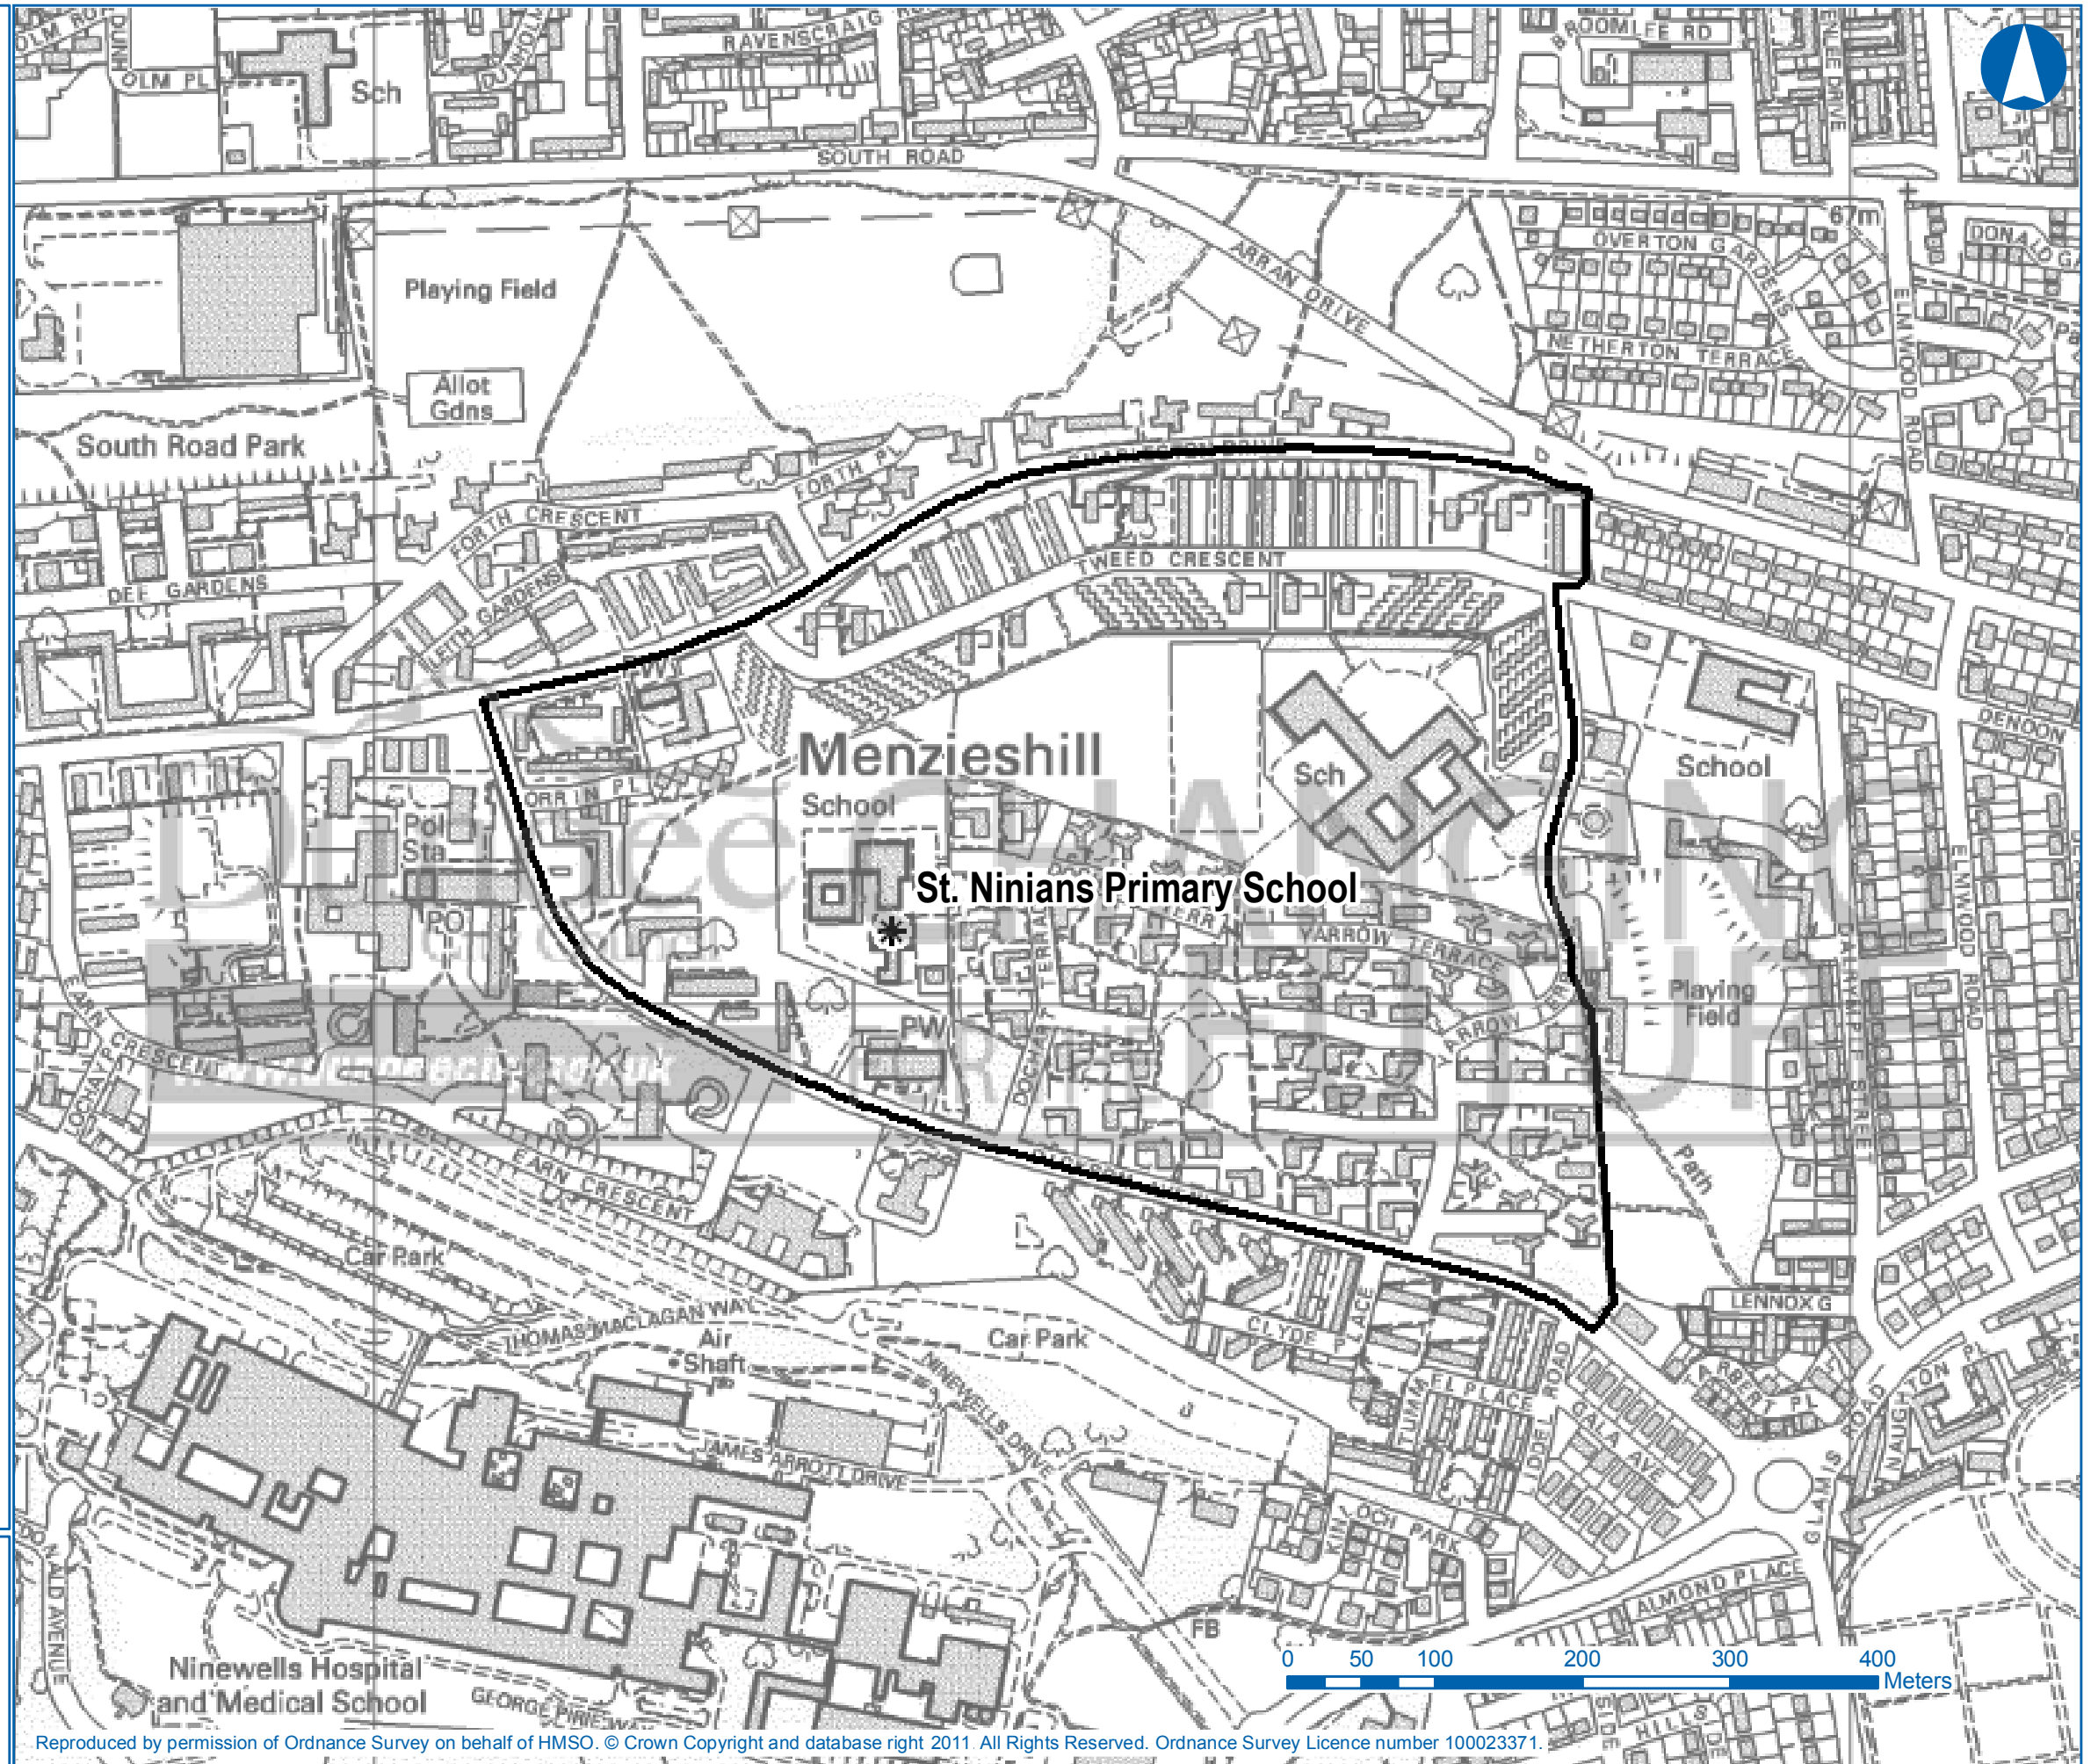 RAVENSCRAIG
BROOMLEE RD
OLM PL
Sch
SOUTH ROAD
67m
OVERTON GARDENS
ARRAN DRIVE
Playing Field
NETHERTON TERRACE
ELMWOOD ROAD
Allot
Gdns
South Road Park
FORTH PL
FORTH CRESCENT
TWEED CRESCENT
DEE GARDENS
LEITH GARDENS
DENOON
Menzieshill
School
Sch
School
ORRIN PL
Pol
Sta
St. Ninians Primary School
PO
YARROW TERRACE
ELMWOOD ROAD
Playing
Field
PW
EARN CRESCENT
Path
EARN CRESCENT
Car Park
LENNOX G
THOMAS MACLAGAN WAY
Air
Shaft
Car Park
CLYDE PLACE
NINEWELLS DRIVE
GALA AVE
JAMES ARROTT DRIVE
GLAMIS ROAD
ALMOND PLACE
FB
0 50 100 200 300 400
Meters
Ninewells Hospital
and Medical School
GEORGE PIRIE WAY
Reproduced by permission of Ordnance Survey on behalf of HMSO. © Crown Copyright and database right 2011. All Rights Reserved. Ordnance Survey Licence number 100023371.